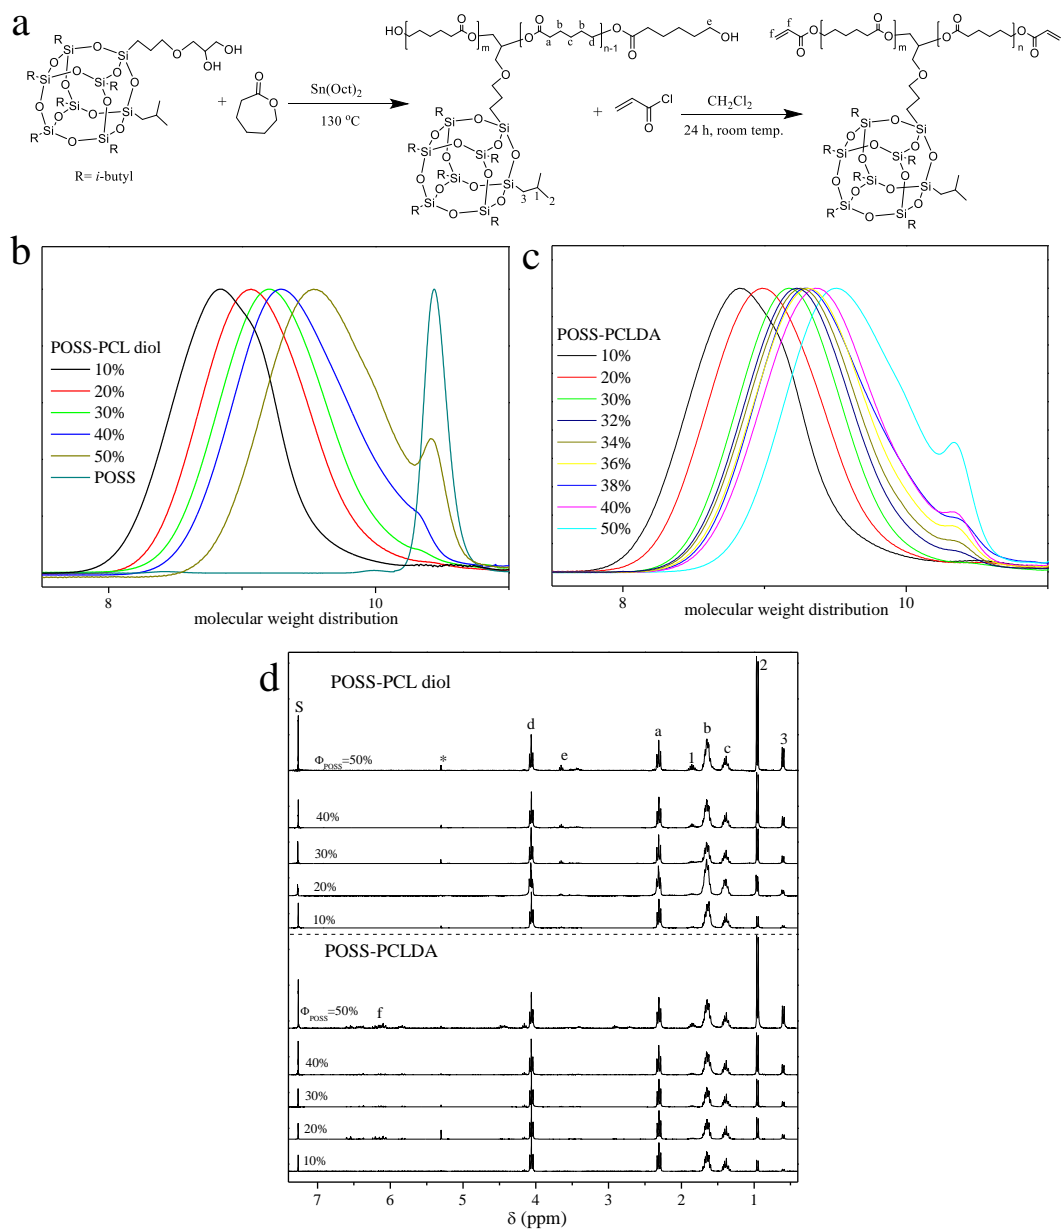 a
HO
O
O
m
O
O
a
b
c
b
d
O
n-1
O
e
OH
f
f
O
O
O
O
m
O
O
n
O
O
R
Si
O
Si
O
OH
OH
+
O
O
Sn(Oct)2
130 °C
+
Cl
O
CH2Cl2
24 h, room temp.
R= i-butyl
3
1
2
b
POSS-PCL diol
10%
20%
30%
40%
50%
POSS
8
10
molecular weight distribution
c
POSS-PCLDA
10%
20%
30%
32%
34%
36%
38%
40%
50%
8
10
molecular weight distribution
d
POSS-PCL diol
S
ΦPOSS=50%
*
d
e
a
1
b
c
2
3
40%
30%
20%
10%
POSS-PCLDA
ΦPOSS=50%
f
40%
30%
20%
10%
7
6
5
4
3
2
1
δ (ppm)